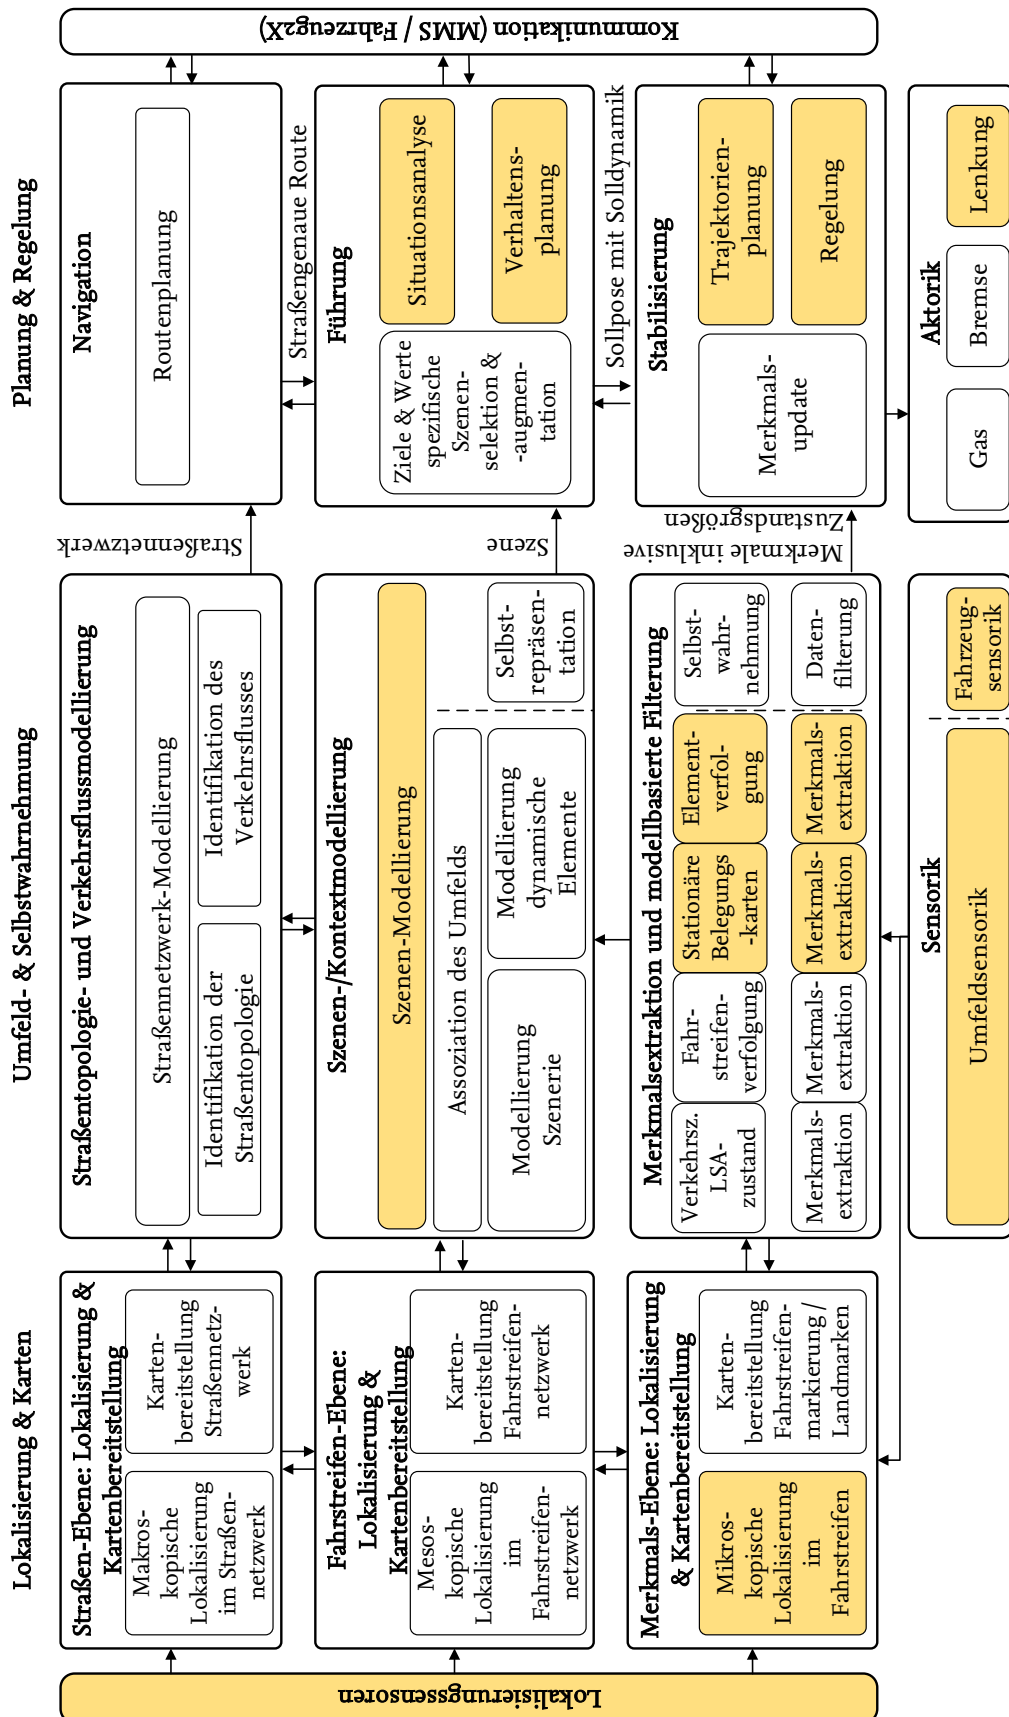 Lokalisierung & Karten
Umfeld- & Selbstwahrnehmung
Planung & Regelung
Lokalisierungssensoren
Straßen-Ebene: Lokalisierung &
Kartenbereitstellung
Makros-
kopische
Lokalisierung
im Straßen-
netzwerk
Karten-
bereitstellung
Straßennetz-
werk
Straßentopologie- und Verkehrsflussmodellierung
Straßennetzwerk-Modellierung
Identifikation der
Straßentopologie
Identifikation des
Verkehrsflusses
Straßennetzwerk
Navigation
Routenplanung
Straßengenaue Route
Fahrstreifen-Ebene:
Lokalisierung &
Kartenbereitstellung
Mesos-
kopische
Lokalisierung
im
Fahrstreifen-
netzwerk
Karten-
bereitstellung
Fahrstreifen-
netzwerk
Szenen-/Kontextmodellierung
Szenen-Modellierung
Assoziation des Umfelds
Modellierung
Szenerie
Modellierung
dynamische
Elemente
Selbst-
repräsen-
tation
Szene
Führung
Ziele & Werte
spezifische
Szenen-
selektion &
-augmen-
tation
Situationsanalyse
Verhaltens-
planung
Sollpose mit Solldynamik
Merkmals-Ebene: Lokalisierung
& Kartenbereitstellung
Mikros-
kopische
Lokalisierung
im
Fahrstreifen
Karten-
bereitstellung
Fahrstreifen-
markierung /
Landmarken
Merkmalsextraktion und modellbasierte Filterung
Verkehrsz.
LSA-
zustand
Fahr-
streifen-
verfolgung
Stationäre
Belegungs
-karten
Element-
verfol-
gung
Selbst-
wahr-
nehmung
Merkmals-
extraktion
Merkmals-
extraktion
Merkmals-
extraktion
Merkmals-
extraktion
Daten-
filterung
Merkmale inklusive
Zustandsgrößen
Stabilisierung
Merkmals-
update
Trajektorien-
planung
Regelung
Sensorik
Umfeldsensorik
Fahrzeug-
sensorik
Aktorik
Gas
Bremse
Lenkung
Kommunikation (MMS / Fahrzeug2X)